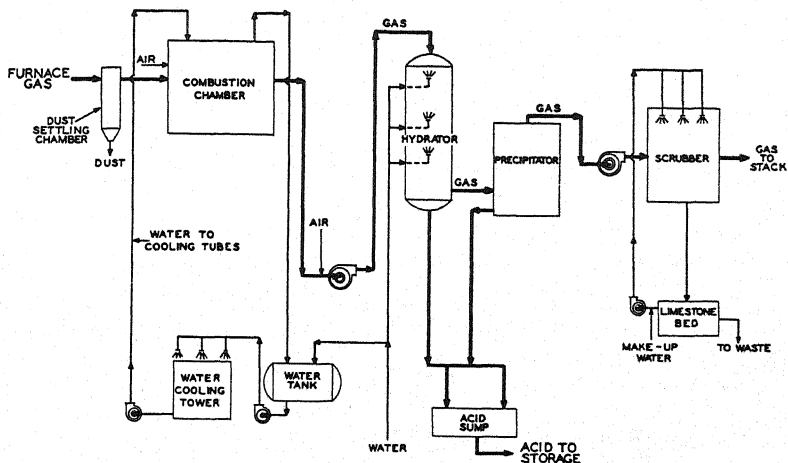 GAS
AIR
FURNACE
GAS
COMBUSTION
CHAMBER
DUST
SETTLING
CHAMBER
DUST
HYDRATOR
GAS
PRECIPITATOR
GAS
SCRUBBER
GAS
TO
STACK
WATER TO
COOLING TUBES
AIR
LIMESTONE
BED
MAKE-UP
WATER
TO WASTE
WATER
COOLING
TOWER
WATER
TANK
WATER
ACID
SUMP
ACID TO
STORAGE